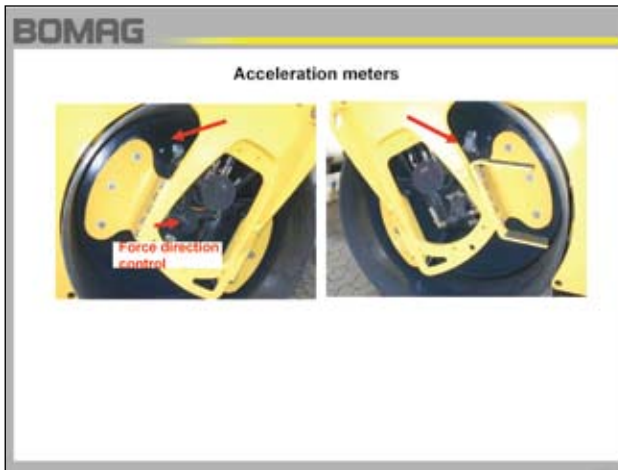 BOMAG
Acceleration meters
Force direction
control